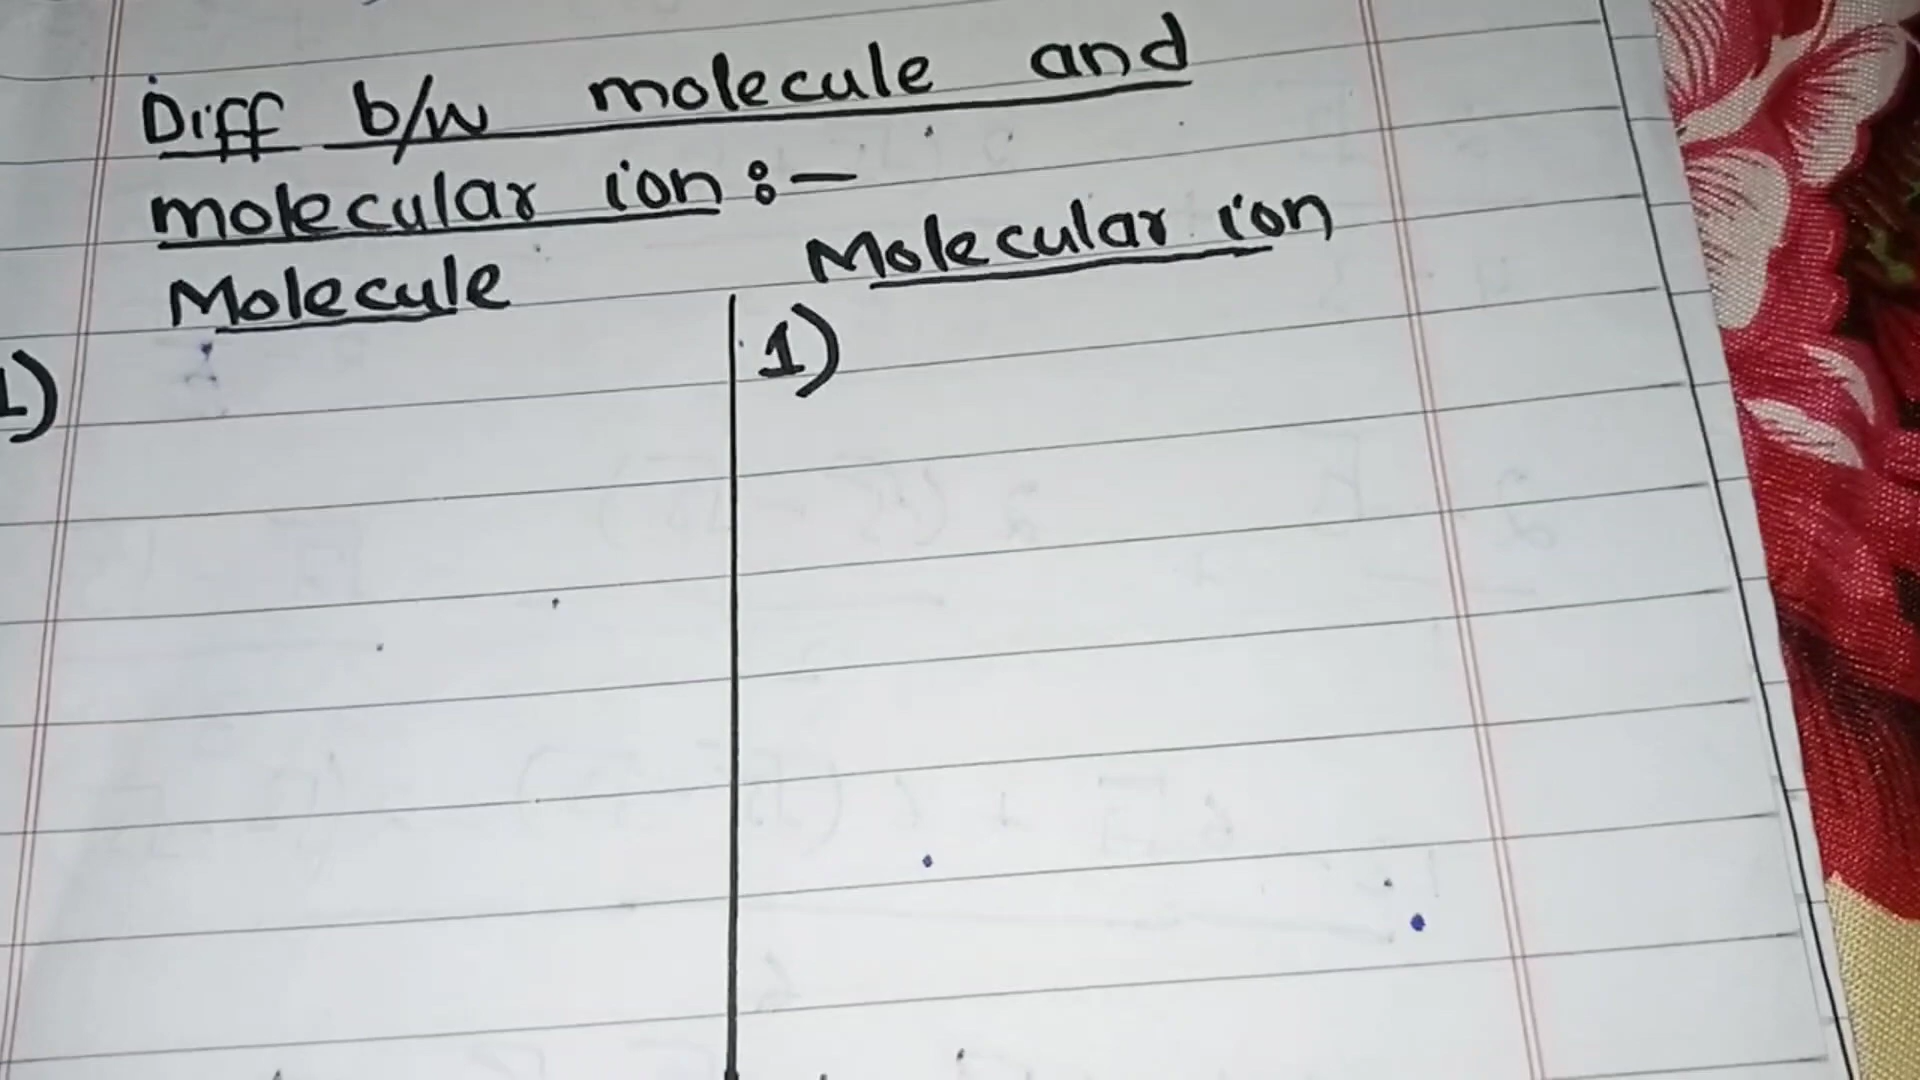 Diff b/w molecule and
molecular ion :-
Molecule
Molecular ion
1)
1)